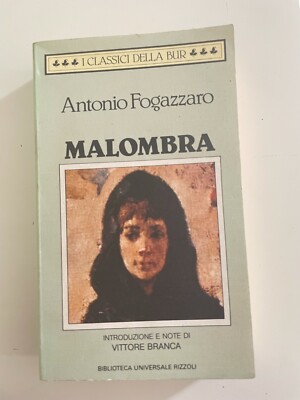 I CLASSICI DELLA BUR
Antonio Fogazzaro
MALOMBRA
INTRODUZIONE E NOTE DI
VITTORE BRANCA
BIBLIOTECA UNIVERSALE RIZZOLI